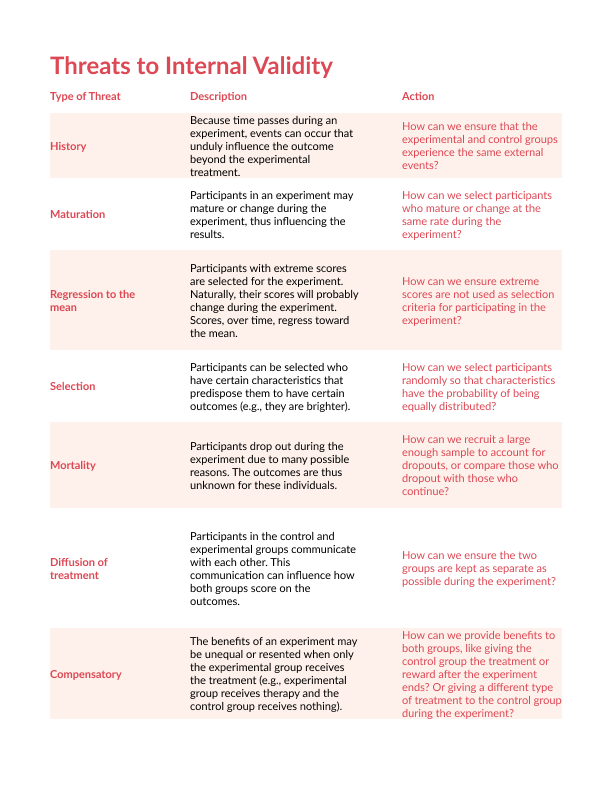 Threats to Internal Validity
Type of Threat
Description
Action
History
Because time passes during an
experiment, events can occur that
unduly influence the outcome
beyond the experimental
treatment.
How can we ensure that the
experimental and control groups
experience the same external
events?
Maturation
Participants in an experiment may
mature or change during the
experiment, thus influencing the
results.
How can we select participants
who mature or change at the
same rate during the
experiment?
Regression to the
mean
Participants with extreme scores
are selected for the experiment.
Naturally, their scores will probably
change during the experiment.
Scores, over time, regress toward
the mean.
How can we ensure extreme
scores are not used as selection
criteria for participating in the
experiment?
Selection
Participants can be selected who
have certain characteristics that
predispose them to have certain
outcomes (e.g., they are brighter).
How can we select participants
randomly so that characteristics
have the probability of being
equally distributed?
Mortality
Participants drop out during the
experiment due to many possible
reasons. The outcomes are thus
unknown for these individuals.
How can we recruit a large
enough sample to account for
dropouts, or compare those who
dropout with those who
continue?
Diffusion of
treatment
Participants in the control and
experimental groups communicate
with each other. This
communication can influence how
both groups score on the
outcomes.
How can we ensure the two
groups are kept as separate as
possible during the experiment?
Compensatory
The benefits of an experiment may
be unequal or resented when only
the experimental group receives
the treatment (e.g., experimental
group receives therapy and the
control group receives nothing).
How can we provide benefits to
both groups, like giving the
control group the treatment or
reward after the experiment
ends? Or giving a different type
of treatment to the control group
during the experiment?